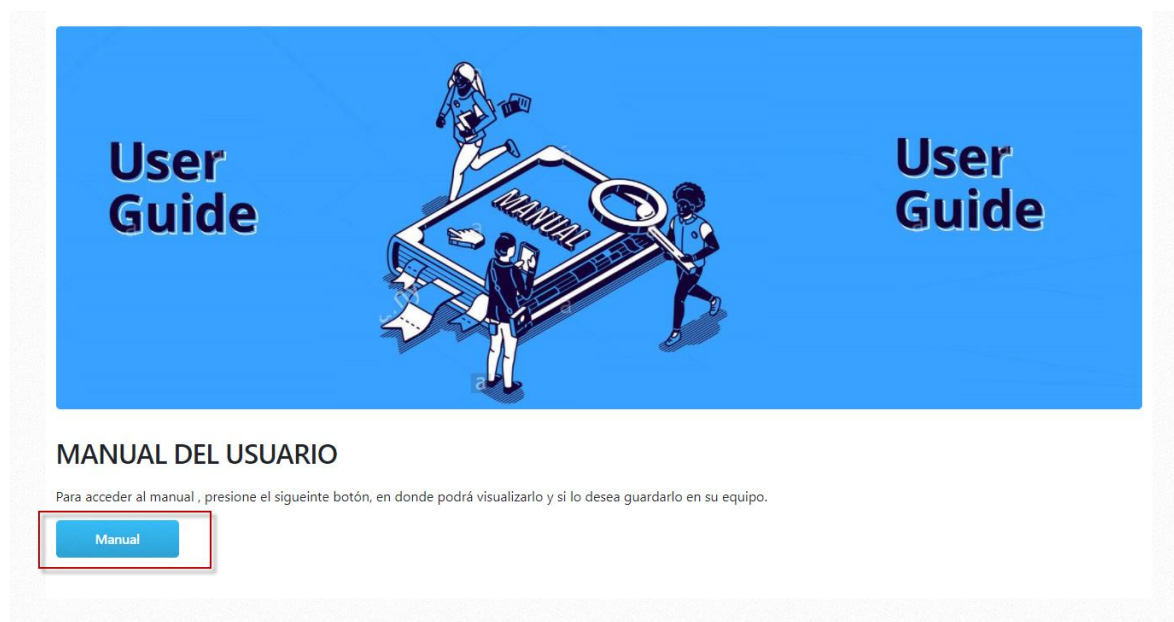 User
Guide
MANUAL
User
Guide
MANUAL DEL USUARIO
Para acceder al manual , presione el sigueinte botón, en donde podrá visualizarlo y si lo desea guardarlo en su equipo.
Manual